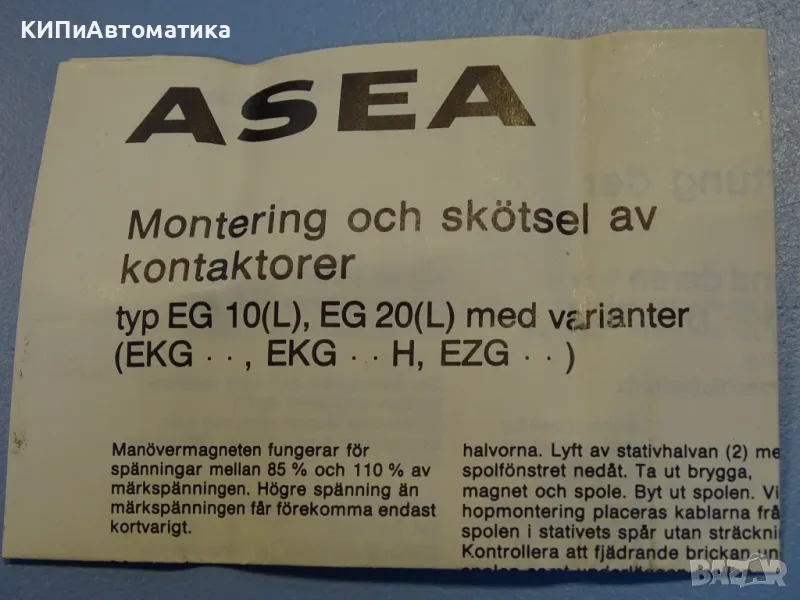 КИПиАвтоматика
ASEA
Montering och skötsel av
kontaktorer
typ EG 10(L), EG 20(L) med varianter
(EKG · · , EKG · · H, EZG · · )
Manövermagneten fungerar för
spänningar mellan 85 % och 110 % av
märkspänningen. Högre spänning än
märkspänningen får förekomma endast
kortvarigt.
halvorna. Lyft av stativhalvan (2) me
spolfönstret nedåt. Ta ut brygga,
magnet och spole. Byt ut spolen. Vi
hopmontering placeras kablarna frå
spolen i stativets spår utan sträckni
Kontrollera att fjädrande brickan un
BAZAR